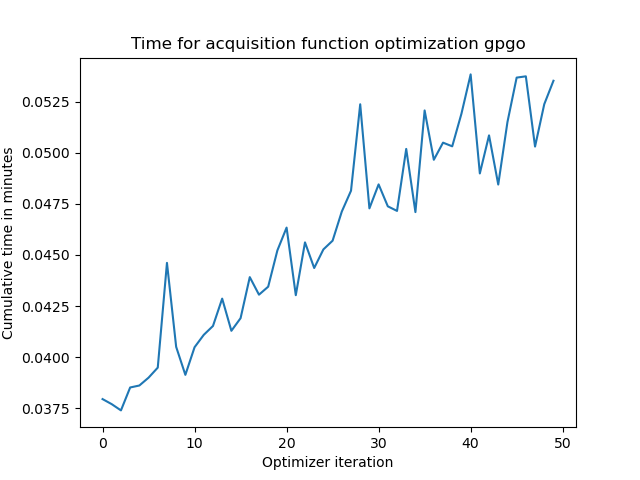 Time for acquisition function optimization gpgo
Cumulative time in minutes
0.0525
0.0500
0.0475
0.0450
0.0425
0.0400
0.0375
0 10 20 30 40 50
Optimizer iteration